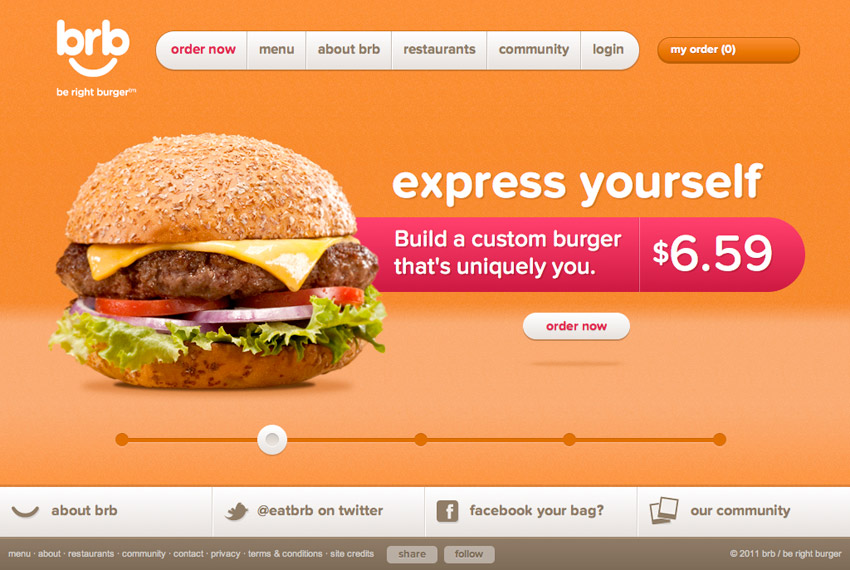 brb
be right burger™
order now
menu
about brb
restaurants
community
login
my order (0)
express yourself
Build a custom burger
that's uniquely you.
$6.59
order now
about brb
@eatbrb on twitter
facebook your bag?
our community
menu · about · restaurants · community · contact · privacy · terms & conditions · site credits
share
follow
© 2011 brb / be right burger